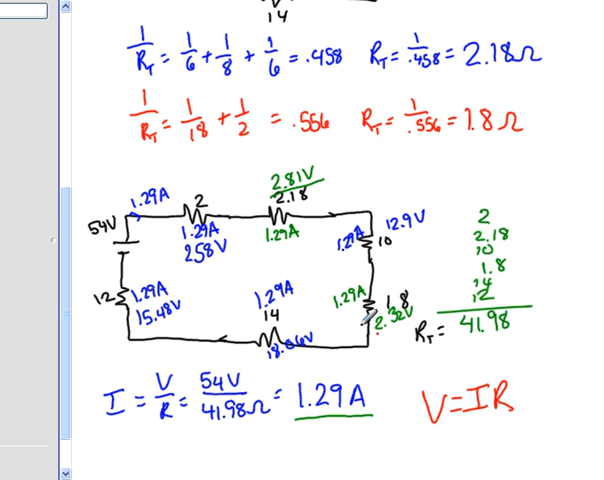 14
1/R_T = 1/6 + 1/8 + 1/6 = .458 R_T = 1/.458 = 2.18Ω
1/R_T = 1/18 + 1/2 = .556 R_T = 1/.556 = 1.8Ω
2.81V
1.29A 2 2.18 2
54V 12.9V
1.29A 1.29A 1.29A 10 2.18
258V 10
1.8
12 1.29A 1.29A 1.29A 1.8 14
15.48V 14 2.32V 12
18.06V R_T = 41.98
I = V/R = 54V/41.98Ω = 1.29A V=IR